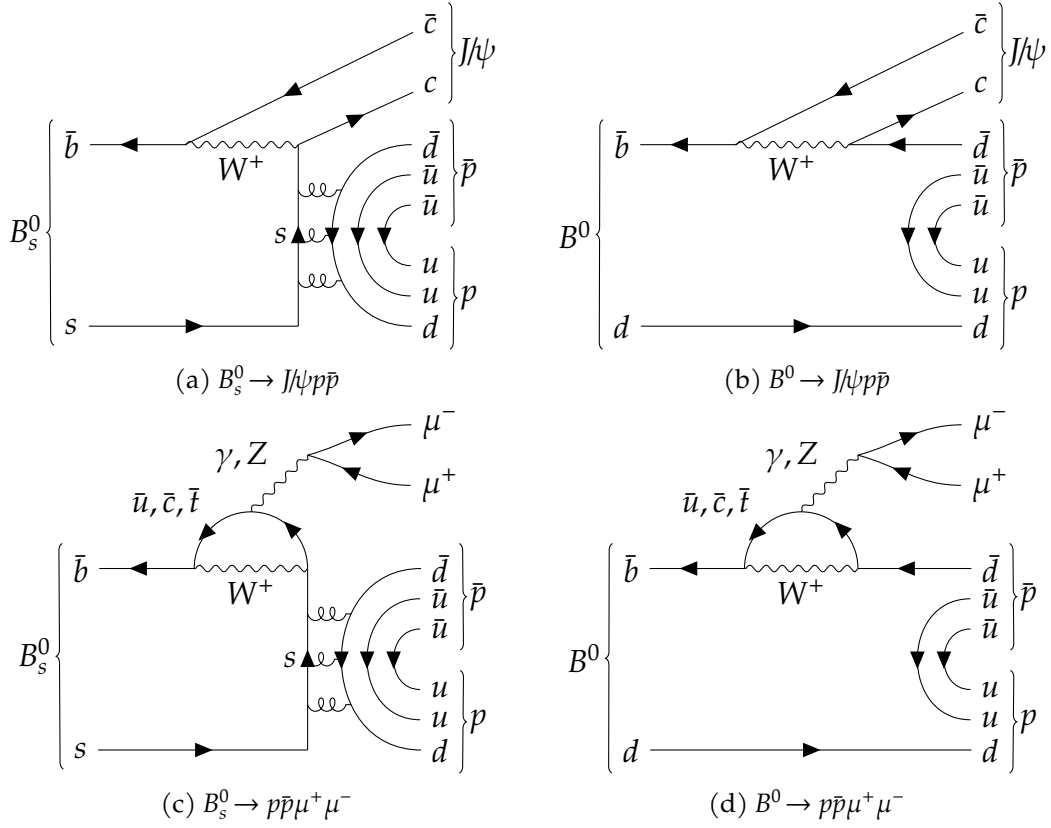 c̄
c
J/ψ
b̄
W⁺
d̄
ū
ū
p̄
B⁰ₛ
s
u
u
d
p
s
(a) B⁰ₛ → J/ψpp̄
c̄
c
J/ψ
b̄
W⁺
d̄
ū
ū
p̄
B⁰
u
u
d
p
d
(b) B⁰ → J/ψpp̄
μ⁻
μ⁺
γ, Z
ū, c̄, t̄
b̄
W⁺
d̄
ū
ū
p̄
B⁰ₛ
s
u
u
d
p
s
(c) B⁰ₛ → pp̄μ⁺μ⁻
μ⁻
μ⁺
γ, Z
ū, c̄, t̄
b̄
W⁺
d̄
ū
ū
p̄
B⁰
u
u
d
p
d
(d) B⁰ → pp̄μ⁺μ⁻